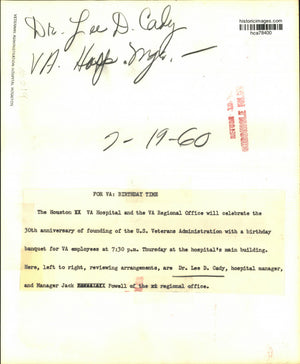 historicimages.com
hca78400
Dr. Lee D. Cady
VA. Hosp. Mgr. —
2-19-60
FOR VA: BIRTHDAY TIME
The Houston XX VA Hospital and the VA Regional Office will celebrate the
30th anniversary of founding of the U.S. Veterans Administration with a birthday
banquet for VA employees at 7:30 p.m. Thursday at the hospital's main building.
Here, left to right, reviewing arrangements, are Dr. Lee D. Cady, hospital manager,
and Manager Jack Powell of the regional office.